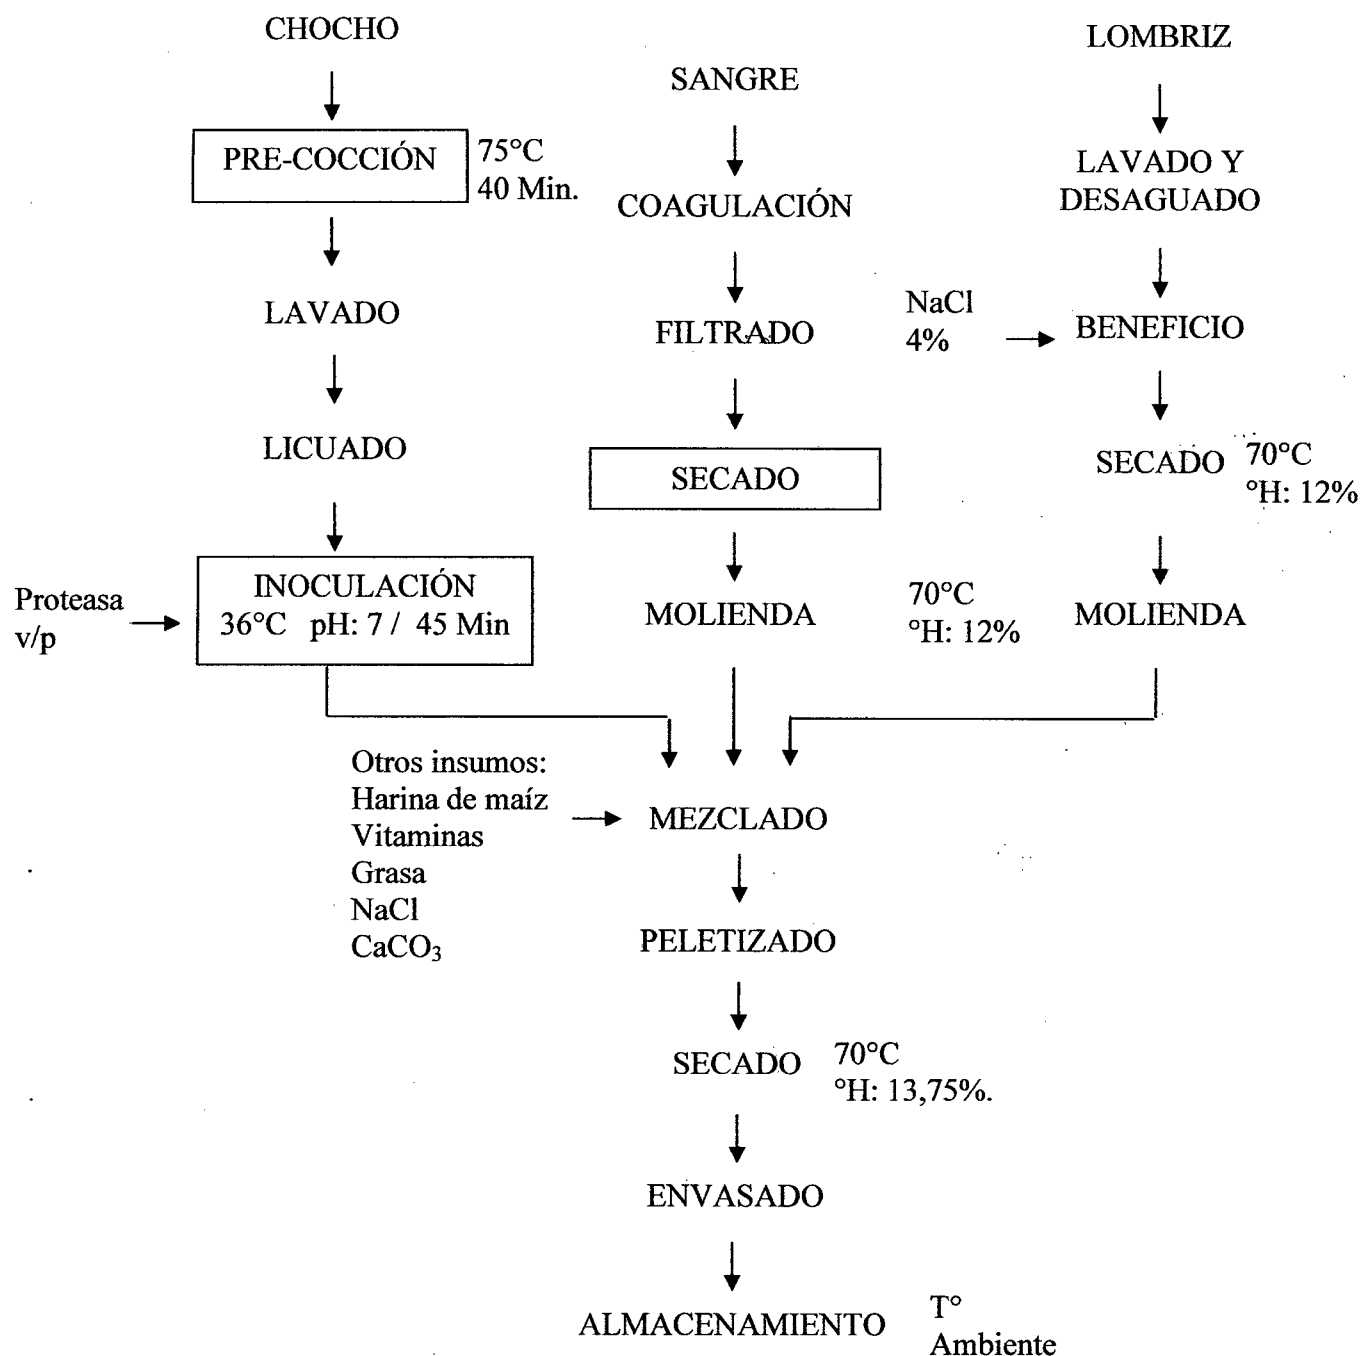 CHOCHO
PRE-COCCIÓN
75°C
40 Min.
LAVADO
LICUADO
Proteasa
v/p
INOCULACIÓN
36°C pH: 7 / 45 Min
SANGRE
COAGULACIÓN
FILTRADO
SECADO
MOLIENDA
70°C
°H: 12%
LOMBRIZ
LAVADO Y
DESAGUADO
NaCl
4%
BENEFICIO
SECADO
70°C
°H: 12%
MOLIENDA
Otros insumos:
Harina de maíz
Vitaminas
Grasa
NaCl
CaCO₃
MEZCLADO
PELETIZADO
SECADO
70°C
°H: 13,75%.
ENVASADO
ALMACENAMIENTO
T°
Ambiente